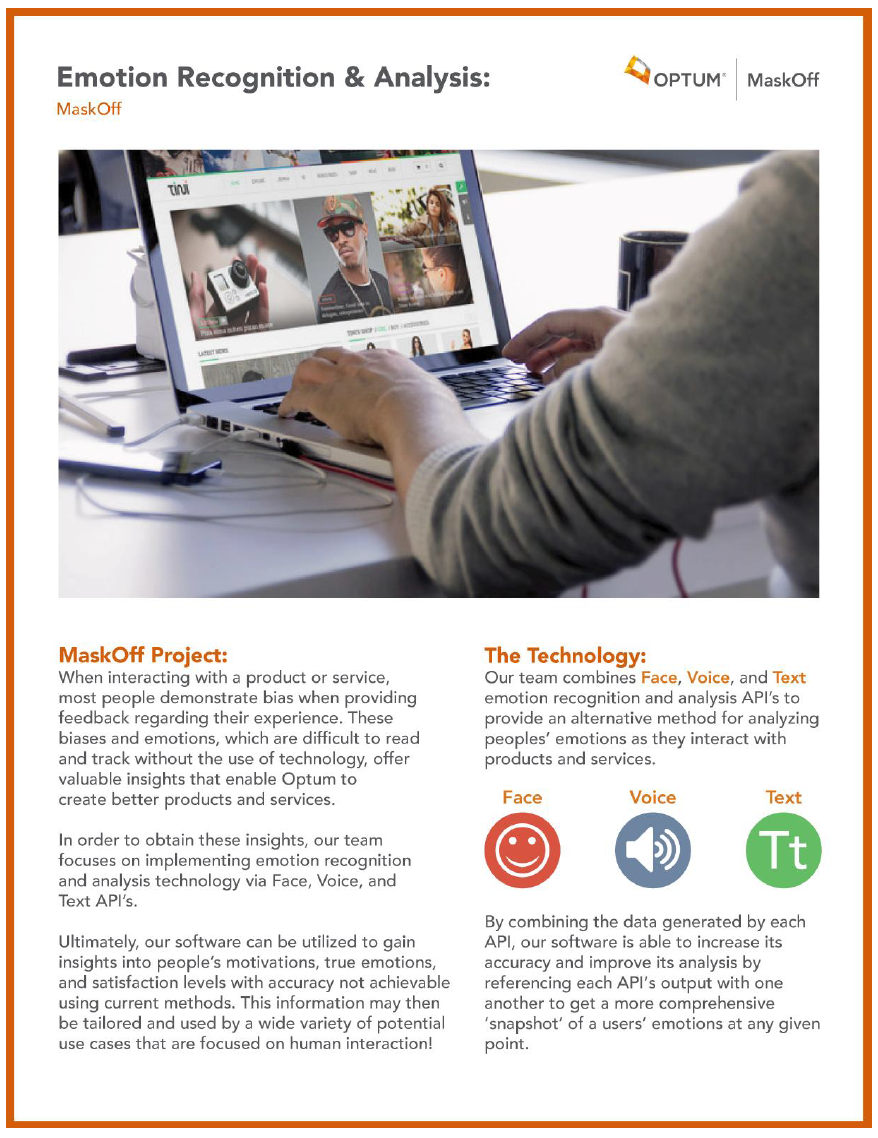 Emotion Recognition & Analysis:
MaskOff
OPTUM® MaskOff
Tini
LATEST NEWS
MaskOff Project:
When interacting with a product or service,
most people demonstrate bias when providing
feedback regarding their experience. These
biases and emotions, which are difficult to read
and track without the use of technology, offer
valuable insights that enable Optum to
create better products and services.
In order to obtain these insights, our team
focuses on implementing emotion recognition
and analysis technology via Face, Voice, and
Text API's.
Ultimately, our software can be utilized to gain
insights into people's motivations, true emotions,
and satisfaction levels with accuracy not achievable
using current methods. This information may then
be tailored and used by a wide variety of potential
use cases that are focused on human interaction!
The Technology:
Our team combines Face, Voice, and Text
emotion recognition and analysis API's to
provide an alternative method for analyzing
peoples' emotions as they interact with
products and services.
Face Voice Text
Tt
By combining the data generated by each
API, our software is able to increase its
accuracy and improve its analysis by
referencing each API's output with one
another to get a more comprehensive
'snapshot' of a users' emotions at any given
point.